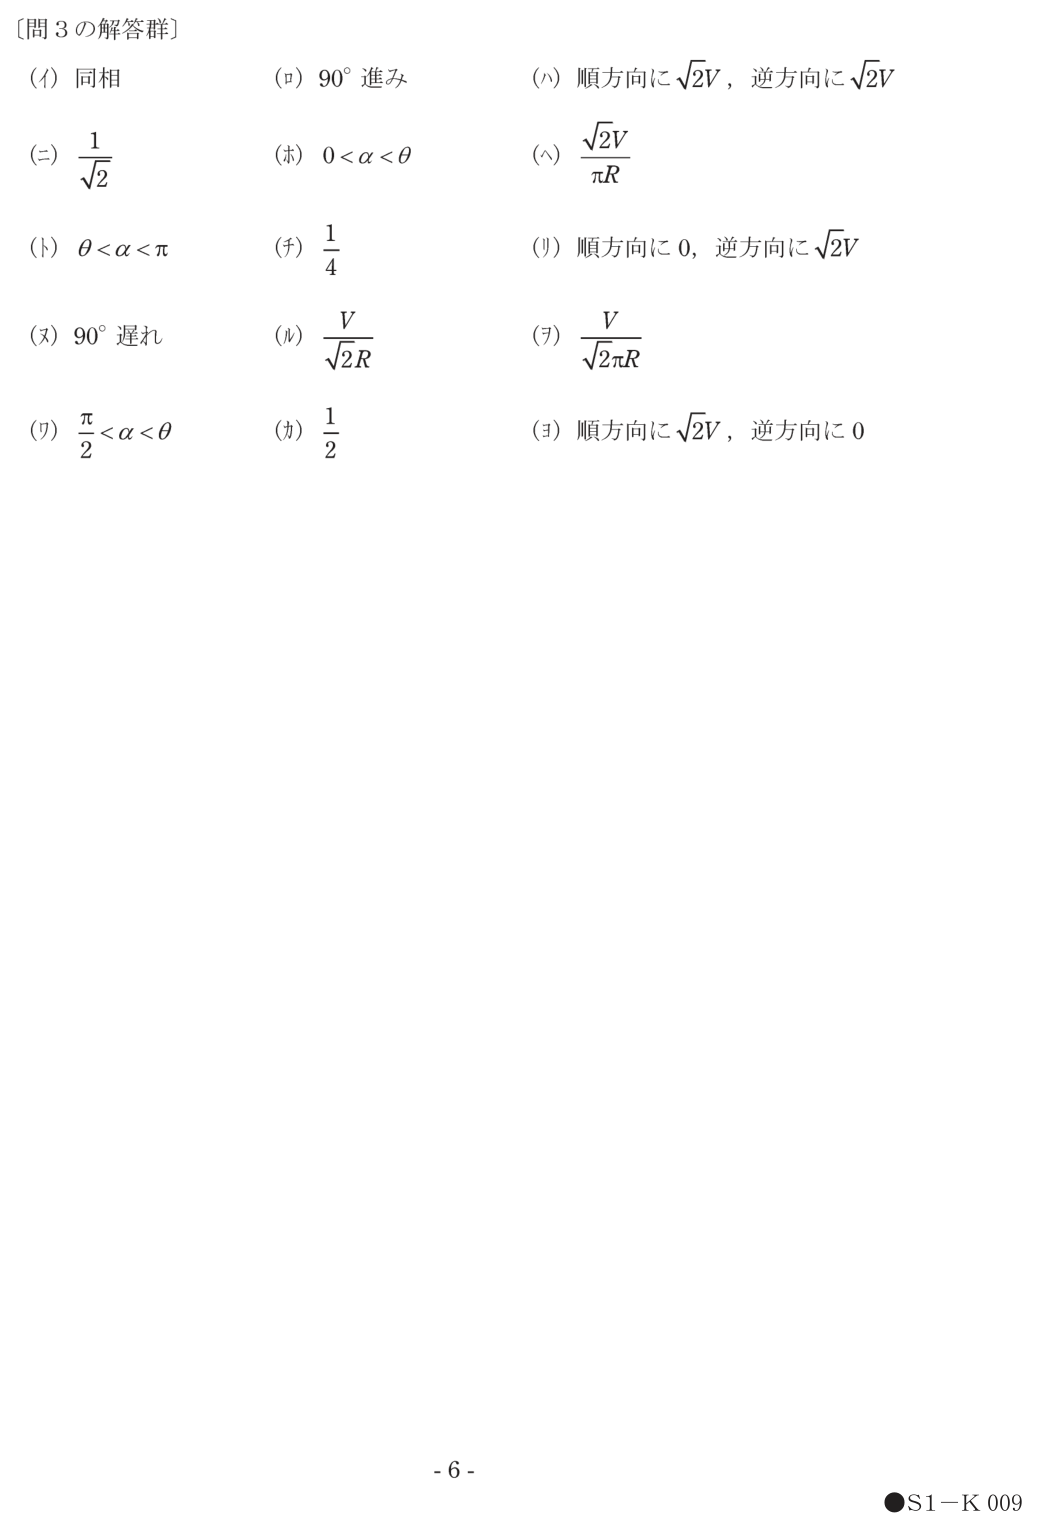 〔問３の解答群〕
(ｲ) 同相 (ﾛ) 90° 進み (ﾊ) 順方向に √2V ，逆方向に √2V
(ﾆ) 1/√2 (ﾎ) 0＜α＜θ (ﾍ) √2V/πR
(ﾄ) θ＜α＜π (ﾁ) 1/4 (ﾘ) 順方向に 0，逆方向に √2V
(ﾇ) 90° 遅れ (ﾙ) V/√2R (ｦ) V/√2πR
(ﾜ) π/2＜α＜θ (ｶ) 1/2 (ﾖ) 順方向に √2V ，逆方向に 0
- 6 -
●Ｓ1－Ｋ 009